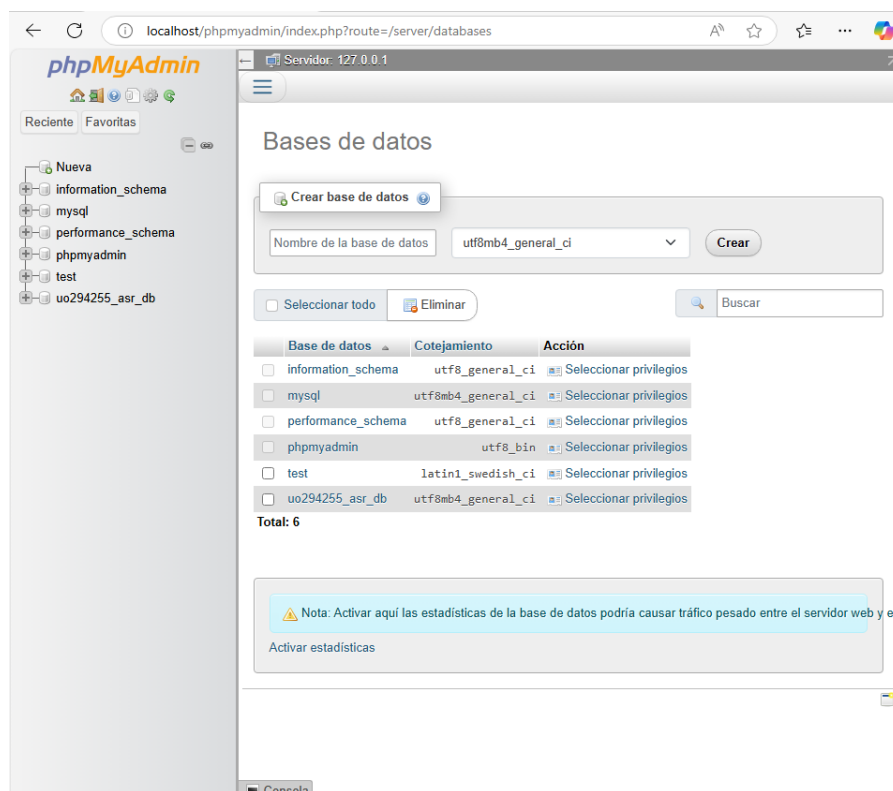 localhost/phpmyadmin/index.php?route=/server/databases
phpMyAdmin
Reciente Favoritas
Nueva
information_schema
mysql
performance_schema
phpmyadmin
test
uo294255_asr_db
Servidor: 127.0.0.1
Bases de datos
Crear base de datos
Nombre de la base de datos utf8mb4_general_ci Crear
Seleccionar todo Eliminar Buscar
Base de datos Cotejamiento Acción
information_schema utf8_general_ci Seleccionar privilegios
mysql utf8mb4_general_ci Seleccionar privilegios
performance_schema utf8_general_ci Seleccionar privilegios
phpmyadmin utf8_bin Seleccionar privilegios
test latin1_swedish_ci Seleccionar privilegios
uo294255_asr_db utf8mb4_general_ci Seleccionar privilegios
Total: 6
Nota: Activar aquí las estadísticas de la base de datos podría causar tráfico pesado entre el servidor web y e
Activar estadísticas
Consola